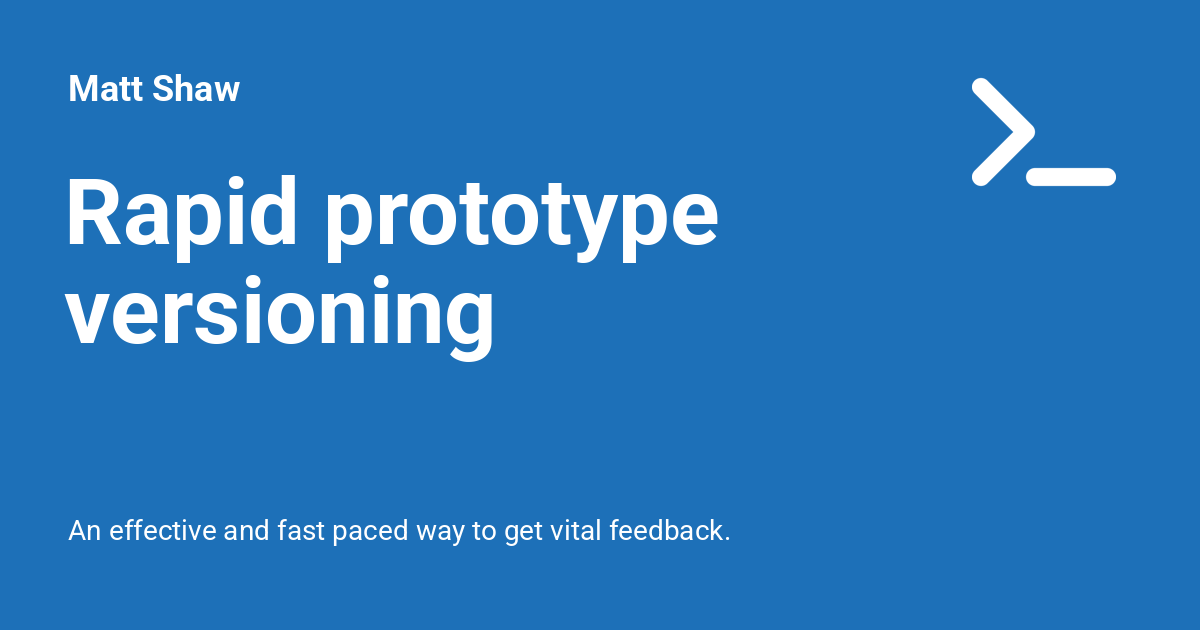 Matt Shaw
Rapid prototype
versioning
An effective and fast paced way to get vital feedback.